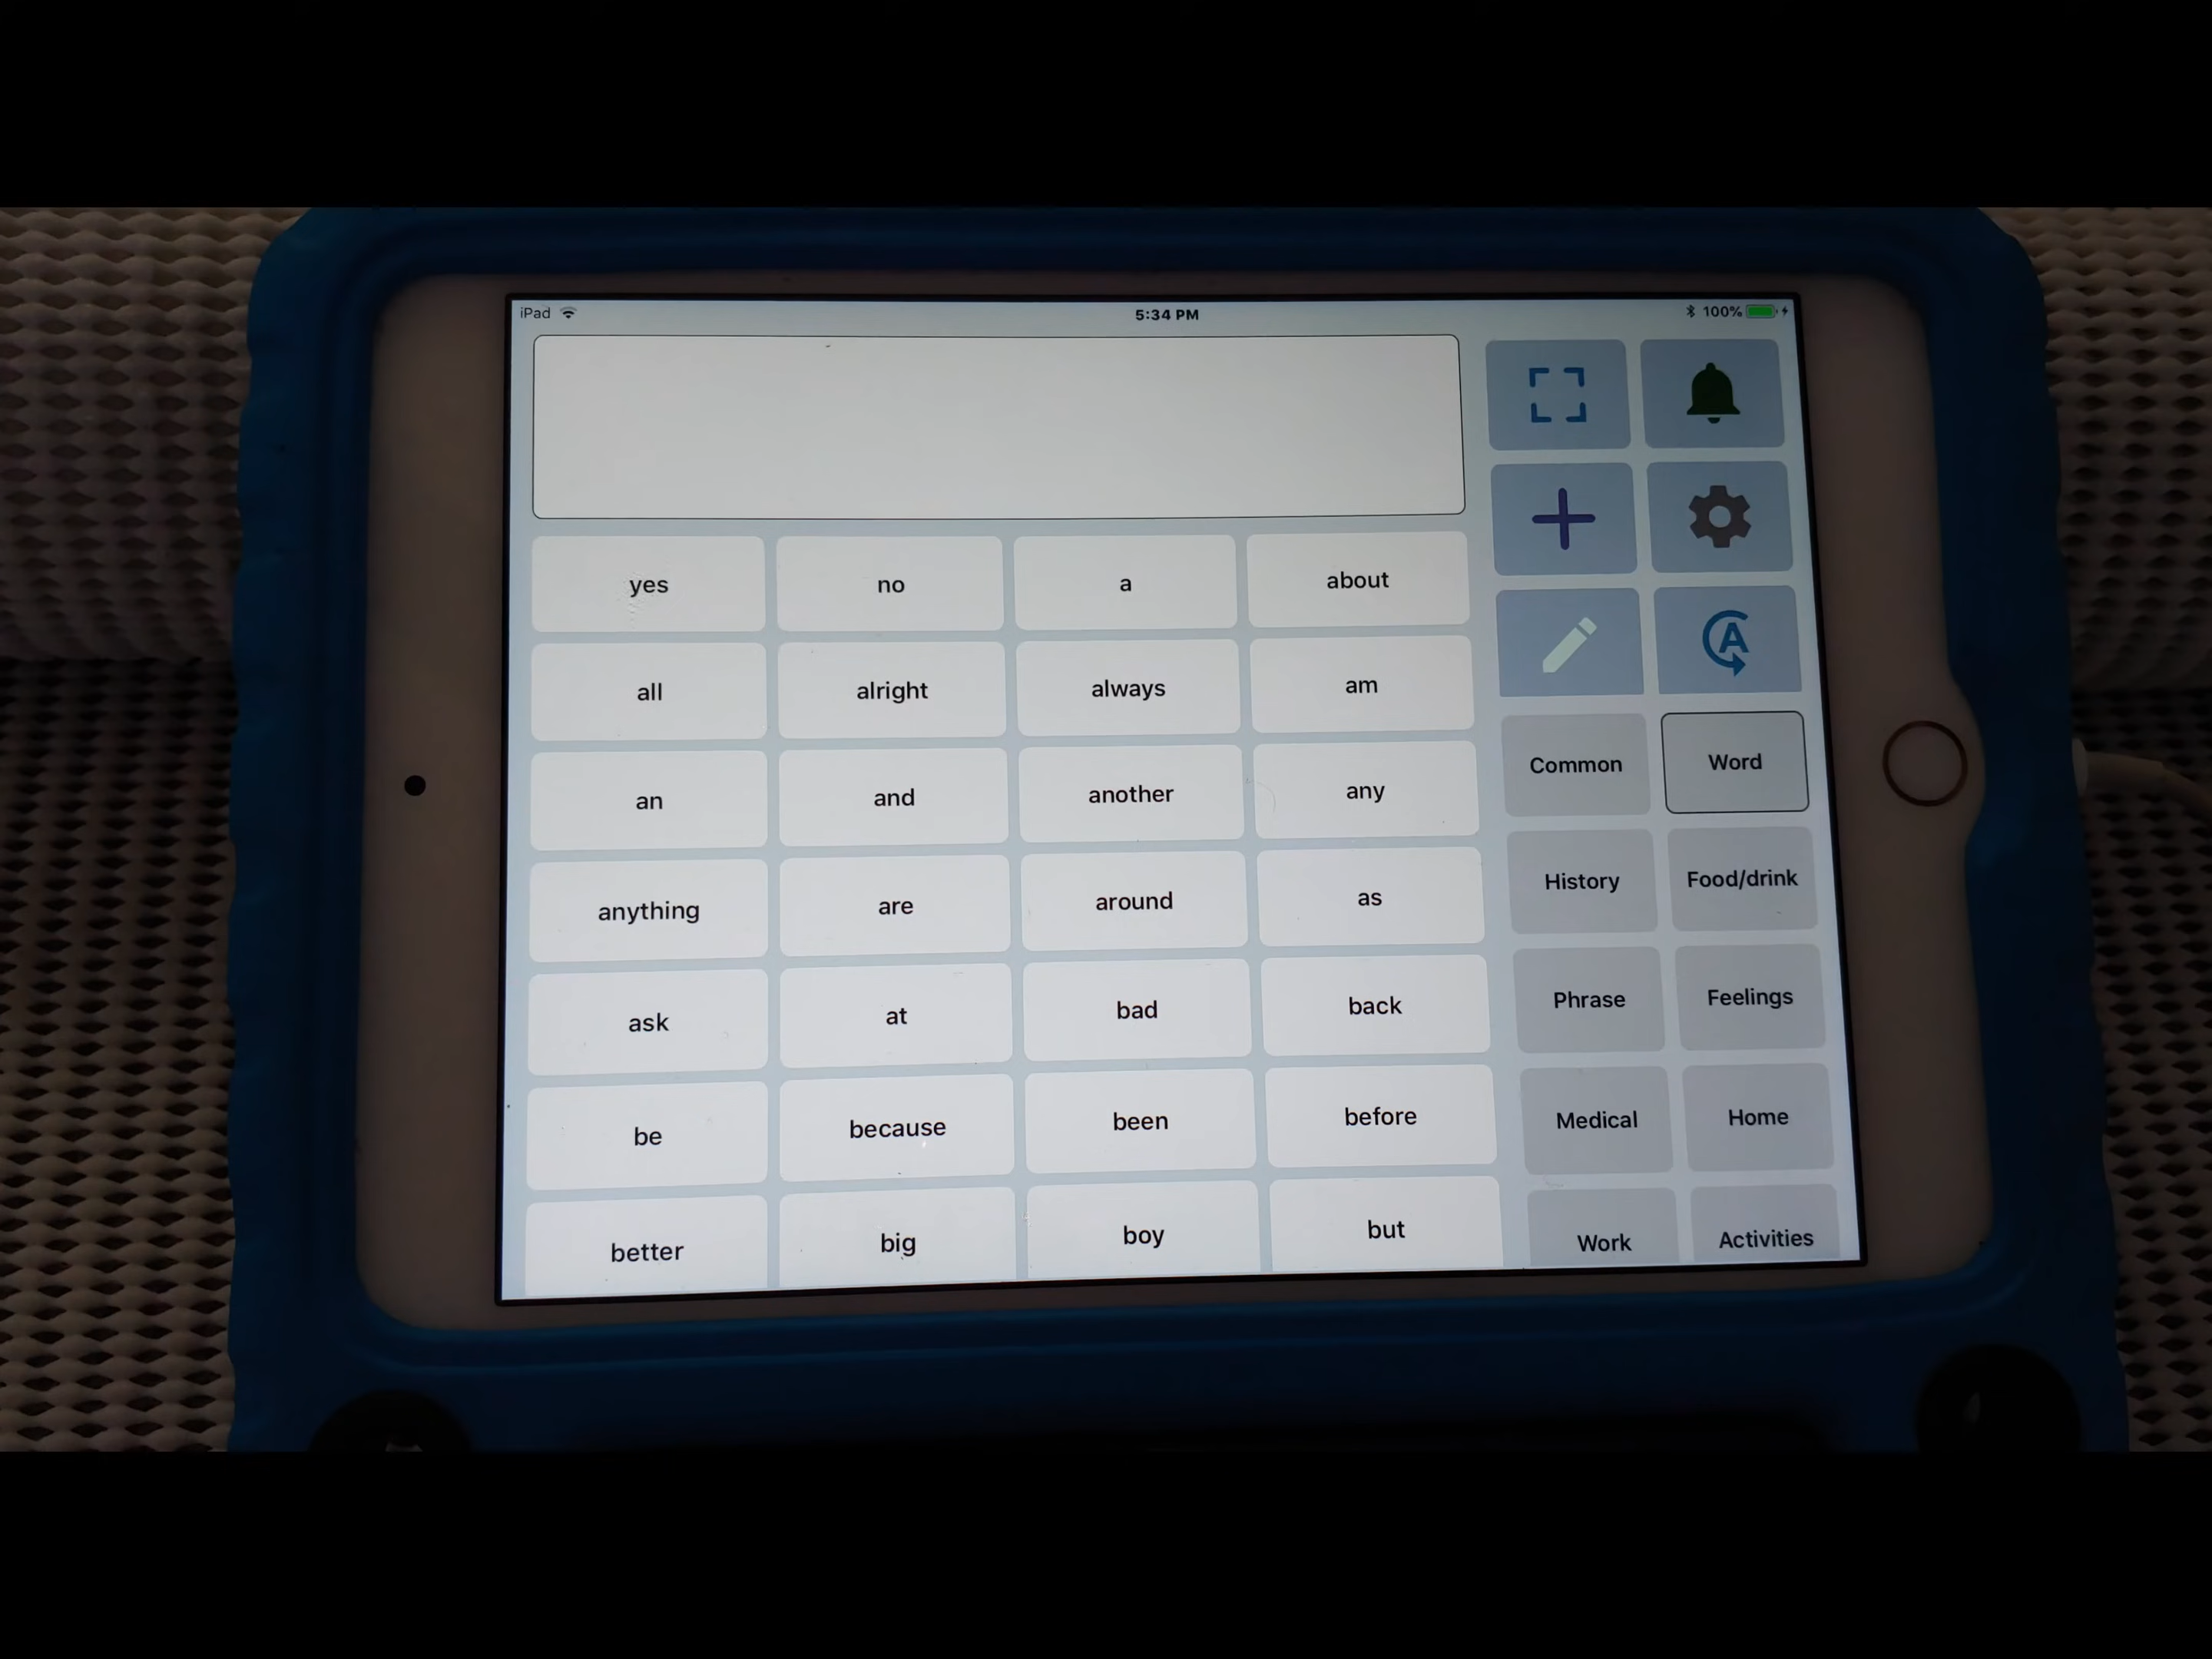 iPad 5:34 PM 100%
yes no a about
all alright always am
A
an and another any
Common Word
anything are around as
History Food/drink
ask at bad back
Phrase Feelings
be because been before
Medical Home
better big boy but
Work Activities